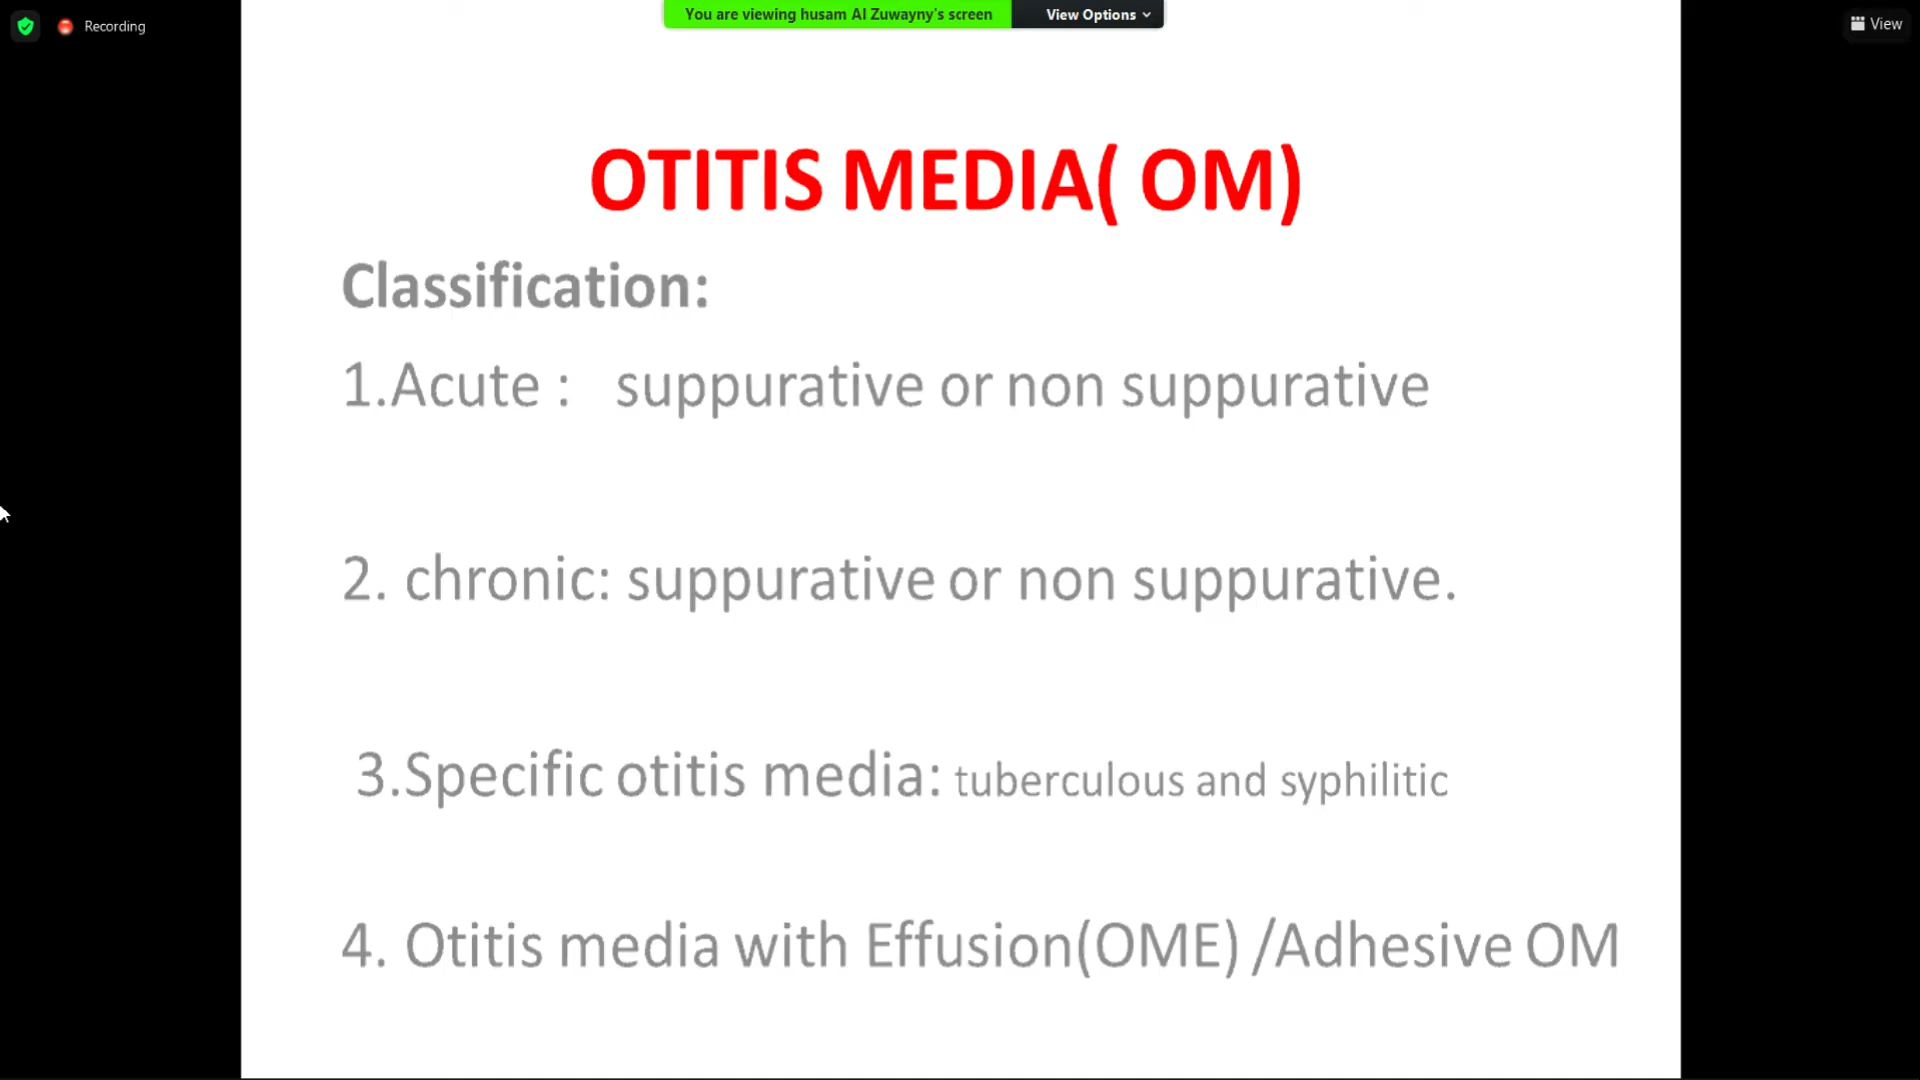 Recording
You are viewing husam Al Zuwayny's screen
View Options
View
OTITIS MEDIA( OM)
Classification:
1.Acute : suppurative or non suppurative
2. chronic: suppurative or non suppurative.
3.Specific otitis media: tuberculous and syphilitic
4. Otitis media with Effusion(OME) /Adhesive OM